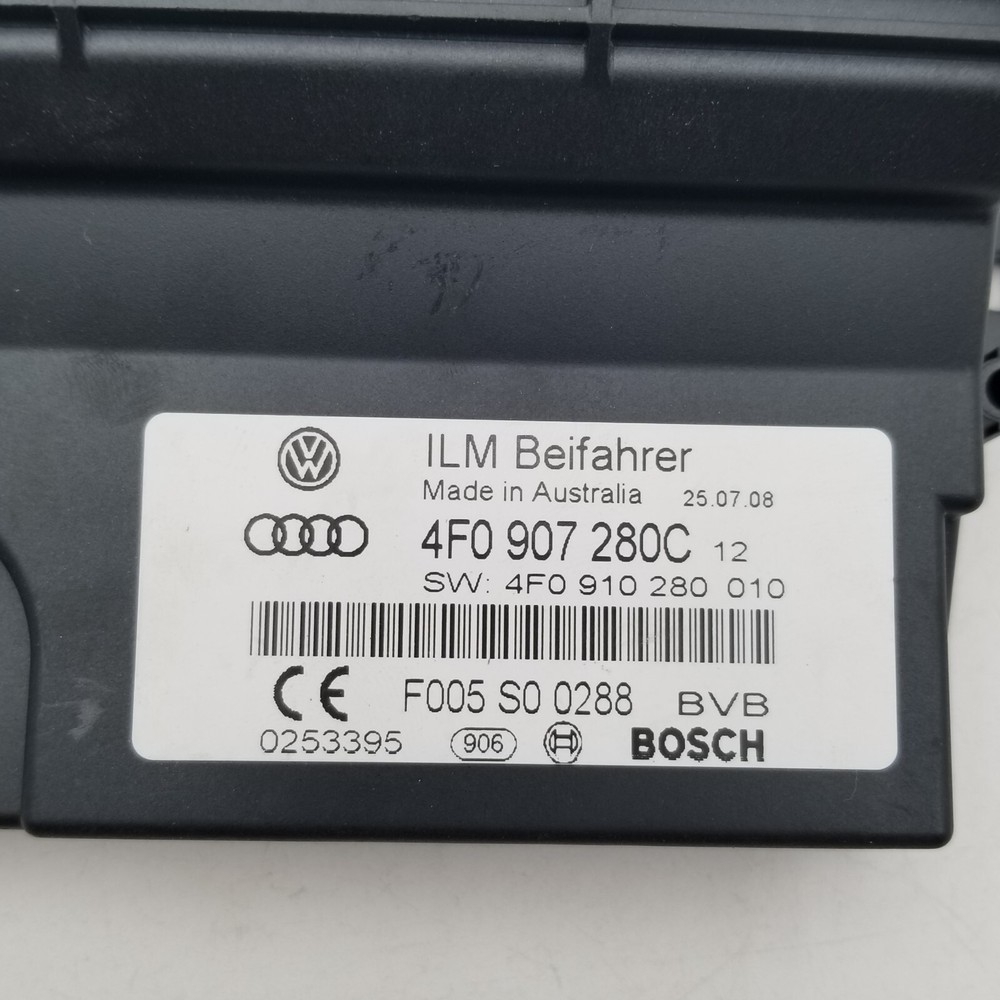 ILM Beifahrer
Made in Australia 25.07.08
4F0 907 280C 12
SW: 4F0 910 280 010
CE F005 S0 0288 BVB
0253395 906 BOSCH